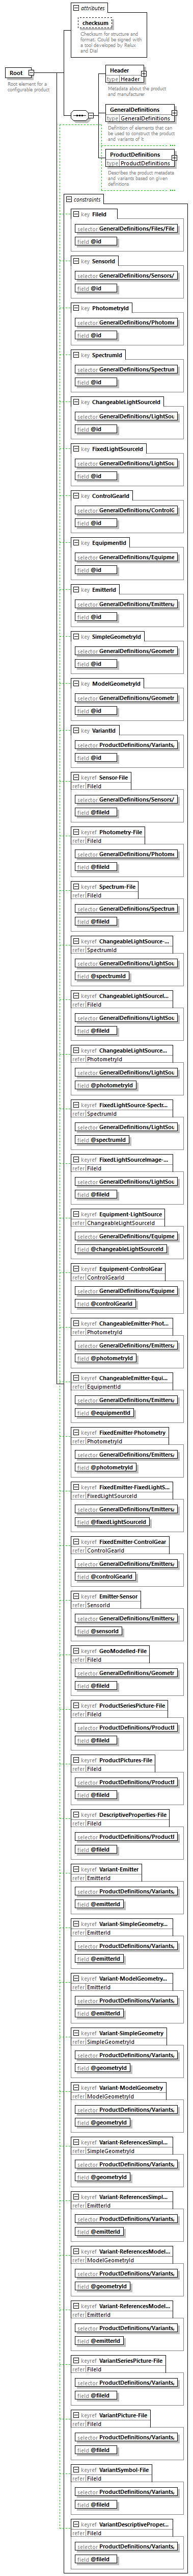 attributes
checksum
Checksum for structure and format. Could be signed with a tool developed by Relux and Dial
Root
Root element for a configurable product
Header
type Header
Metadata about the product and manufacturer
GeneralDefinitions
type GeneralDefinitions
Definition of elements that can be used to construct the product and variants of it
ProductDefinitions
type ProductDefinitions
Describes the product metadata and variants based on given definitions
constraints
key FileId
selector GeneralDefinitions/Files/File
field @id
key SensorId
selector GeneralDefinitions/Sensors/
field @id
key PhotometryId
selector GeneralDefinitions/Photome
field @id
key SpectrumId
selector GeneralDefinitions/Spectrum
field @id
key ChangeableLightSourceId
selector GeneralDefinitions/LightSou
field @id
key FixedLightSourceId
selector GeneralDefinitions/LightSou
field @id
key ControlGearId
selector GeneralDefinitions/ControlG
field @id
key EquipmentId
selector GeneralDefinitions/Equipme
field @id
key EmitterId
selector GeneralDefinitions/Emitters/
field @id
key SimpleGeometryId
selector GeneralDefinitions/Geometr
field @id
key ModelGeometryId
selector GeneralDefinitions/Geometr
field @id
key VariantId
selector ProductDefinitions/Variants/
field @id
keyref Sensor-File
refer FileId
selector GeneralDefinitions/Sensors/
field @fileId
keyref Photometry-File
refer FileId
selector GeneralDefinitions/Photome
field @fileId
keyref Spectrum-File
refer FileId
selector GeneralDefinitions/Spectrum
field @fileId
keyref ChangeableLightSource-...
refer SpectrumId
selector GeneralDefinitions/LightSou
field @spectrumId
keyref ChangeableLightSourceI...
refer FileId
selector GeneralDefinitions/LightSou
field @fileId
keyref ChangeableLightSource...
refer PhotometryId
selector GeneralDefinitions/LightSou
field @photometryId
keyref FixedLightSource-Spectr...
refer SpectrumId
selector GeneralDefinitions/LightSou
field @spectrumId
keyref FixedLightSourceImage-...
refer FileId
selector GeneralDefinitions/LightSou
field @fileId
keyref Equipment-LightSource
refer ChangeableLightSourceId
selector GeneralDefinitions/Equipme
field @changeableLightSourceId
keyref Equipment-ControlGear
refer ControlGearId
selector GeneralDefinitions/Equipme
field @controlGearId
keyref ChangeableEmitter-Phot...
refer PhotometryId
selector GeneralDefinitions/Emitters/
field @photometryId
keyref ChangeableEmitter-Equi...
refer EquipmentId
selector GeneralDefinitions/Emitters/
field @equipmentId
keyref FixedEmitter-Photometry
refer PhotometryId
selector GeneralDefinitions/Emitters/
field @photometryId
keyref FixedEmitter-FixedLightS...
refer FixedLightSourceId
selector GeneralDefinitions/Emitters/
field @fixedLightSourceId
keyref FixedEmitter-ControlGear
refer ControlGearId
selector GeneralDefinitions/Emitters/
field @controlGearId
keyref Emitter-Sensor
refer SensorId
selector GeneralDefinitions/Emitters/
field @sensorId
keyref GeoModelled-File
refer FileId
selector GeneralDefinitions/Geometr
field @fileId
keyref ProductSeriesPicture-File
refer FileId
selector ProductDefinitions/ProductI
field @fileId
keyref ProductPictures-File
refer FileId
selector ProductDefinitions/ProductI
field @fileId
keyref DescriptiveProperties-File
refer FileId
selector ProductDefinitions/ProductI
field @fileId
keyref Variant-Emitter
refer EmitterId
selector ProductDefinitions/Variants/
field @emitterId
keyref Variant-SimpleGeometry...
refer EmitterId
selector ProductDefinitions/Variants/
field @emitterId
keyref Variant-ModelGeometry...
refer EmitterId
selector ProductDefinitions/Variants/
field @emitterId
keyref Variant-SimpleGeometry
refer SimpleGeometryId
selector ProductDefinitions/Variants/
field @geometryId
keyref Variant-ModelGeometry
refer ModelGeometryId
selector ProductDefinitions/Variants/
field @geometryId
keyref Variant-ReferencesSimpl...
refer SimpleGeometryId
selector ProductDefinitions/Variants/
field @geometryId
keyref Variant-ReferencesSimpl...
refer EmitterId
selector ProductDefinitions/Variants/
field @emitterId
keyref Variant-ReferencesModel...
refer ModelGeometryId
selector ProductDefinitions/Variants/
field @geometryId
keyref Variant-ReferencesModel...
refer EmitterId
selector ProductDefinitions/Variants/
field @emitterId
keyref VariantSeriesPicture-File
refer FileId
selector ProductDefinitions/Variants/
field @fileId
keyref VariantPicture-File
refer FileId
selector ProductDefinitions/Variants/
field @fileId
keyref VariantSymbol-File
refer FileId
selector ProductDefinitions/Variants/
field @fileId
keyref VariantDescriptiveProper...
refer FileId
selector ProductDefinitions/Variants/
field @fileId